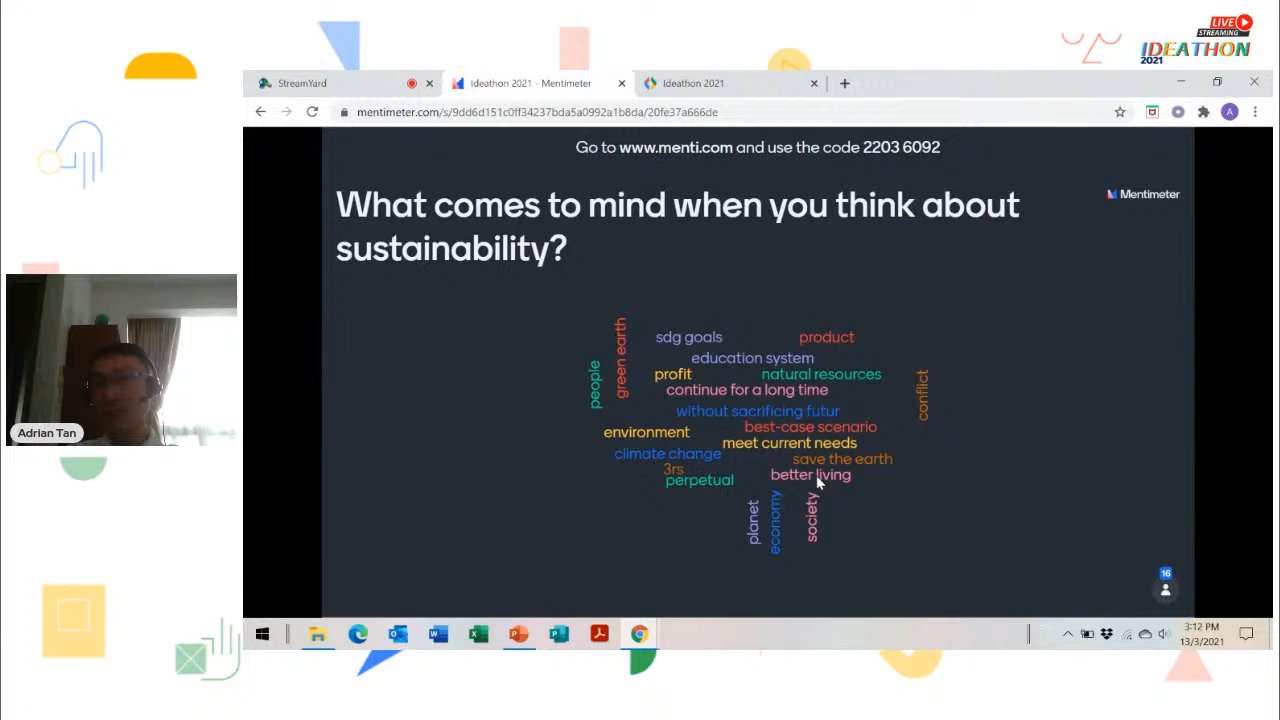 LIVE
STREAMING
IDEATHON
2021
StreamYard
Ideathon 2021 - Mentimeter
Ideathon 2021
mentimeter.com/s/9dd6d151c0ff34237bda5a0992a1b8da/20fe37a666de
A
Go to www.menti.com and use the code 2203 6092
Mentimeter
What comes to mind when you think about
sustainability?
green earth
sdg goals
product
people
education system
profit
natural resources
conflict
continue for a long time
without sacrificing futur
best-case scenario
environment
meet current needs
climate change
save the earth
3rs
better living
perpetual
planet
economy
society
16
Adrian Tan
3:12 PM
13/3/2021